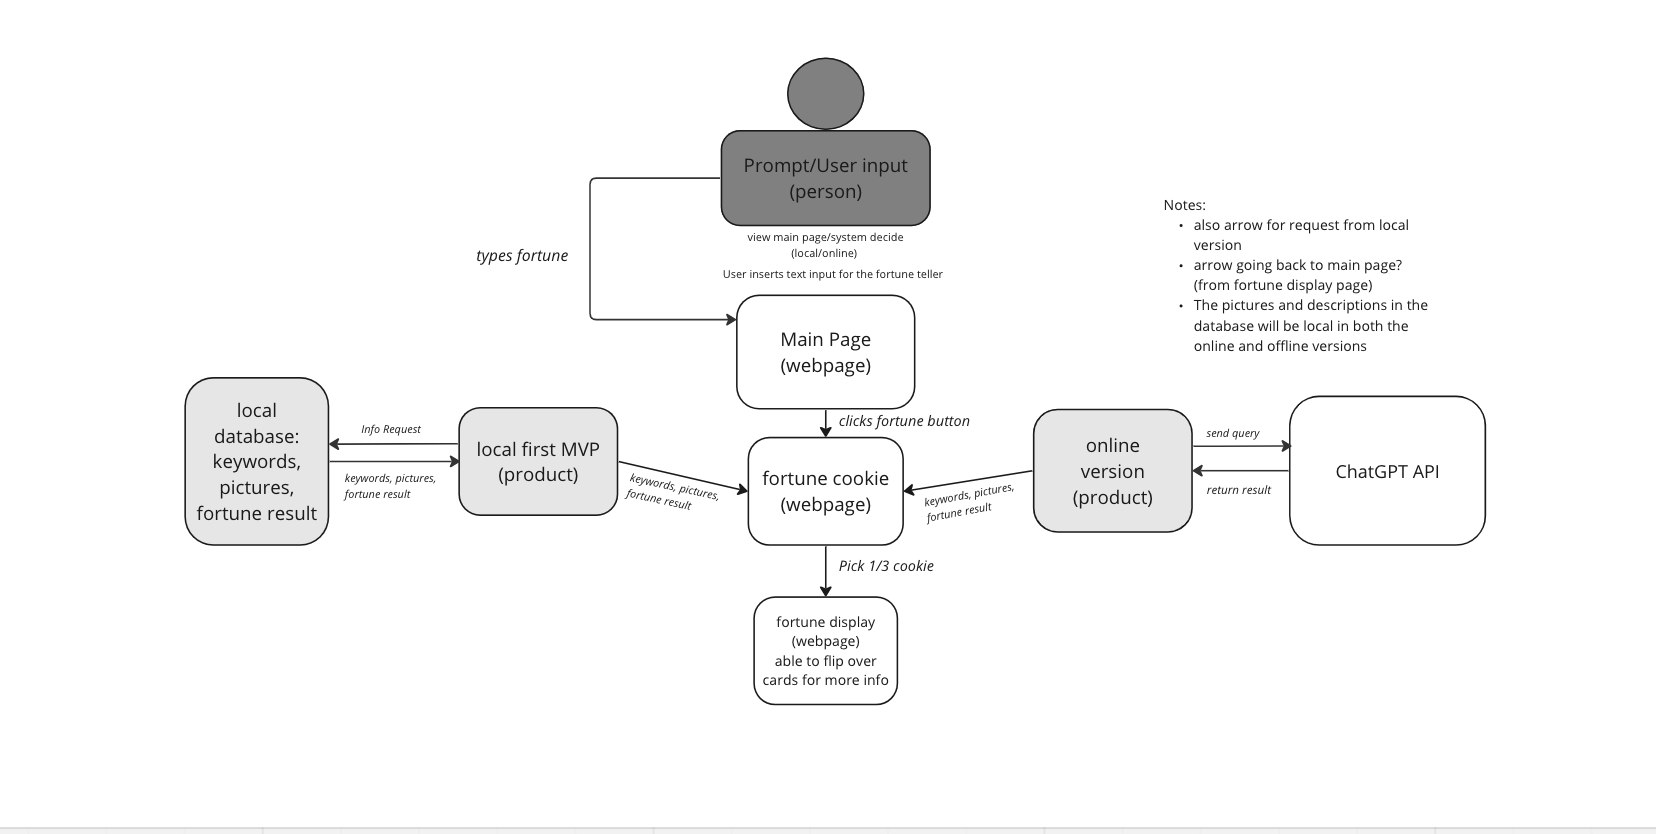 Prompt/User input
(person)
view main page/system decide
(local/online)
User inserts text input for the fortune teller
types fortune
Notes:
• also arrow for request from local
version
• arrow going back to main page?
(from fortune display page)
• The pictures and descriptions in the
database will be local in both the
online and offline versions
Main Page
(webpage)
clicks fortune button
local
database:
keywords,
pictures,
fortune result
Info Request
keywords, pictures,
fortune result
local first MVP
(product)
keywords, pictures,
fortune result
fortune cookie
(webpage)
keywords, pictures,
fortune result
online
version
(product)
send query
return result
ChatGPT API
Pick 1/3 cookie
fortune display
(webpage)
able to flip over
cards for more info